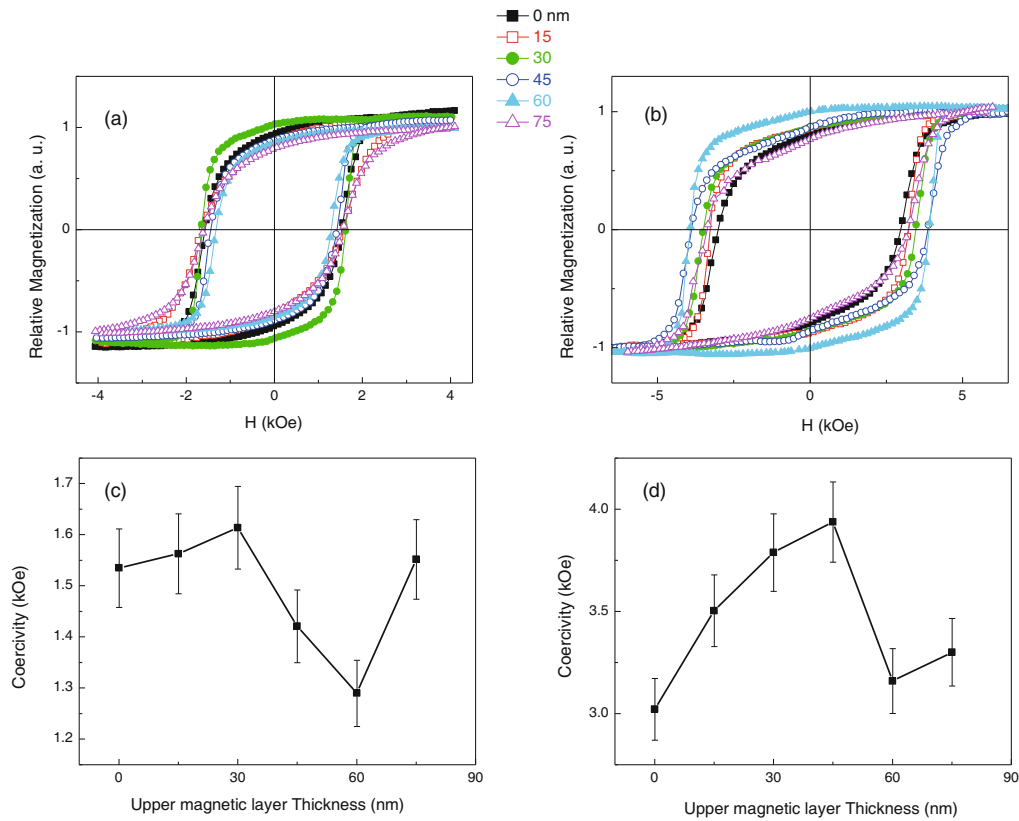 0 nm
15
30
45
60
75
(a)
1
0
-1
-4
-2
0
2
4
Relative Magnetization (a. u.)
H (kOe)
(b)
1
0
-1
-5
0
5
Relative Magnetization (a. u.)
H (kOe)
(c)
1.7
1.6
1.5
1.4
1.3
1.2
0
30
60
90
Coercivity (kOe)
Upper magnetic layer Thickness (nm)
(d)
4.0
3.5
3.0
0
30
60
90
Coercivity (kOe)
Upper magnetic layer Thickness (nm)